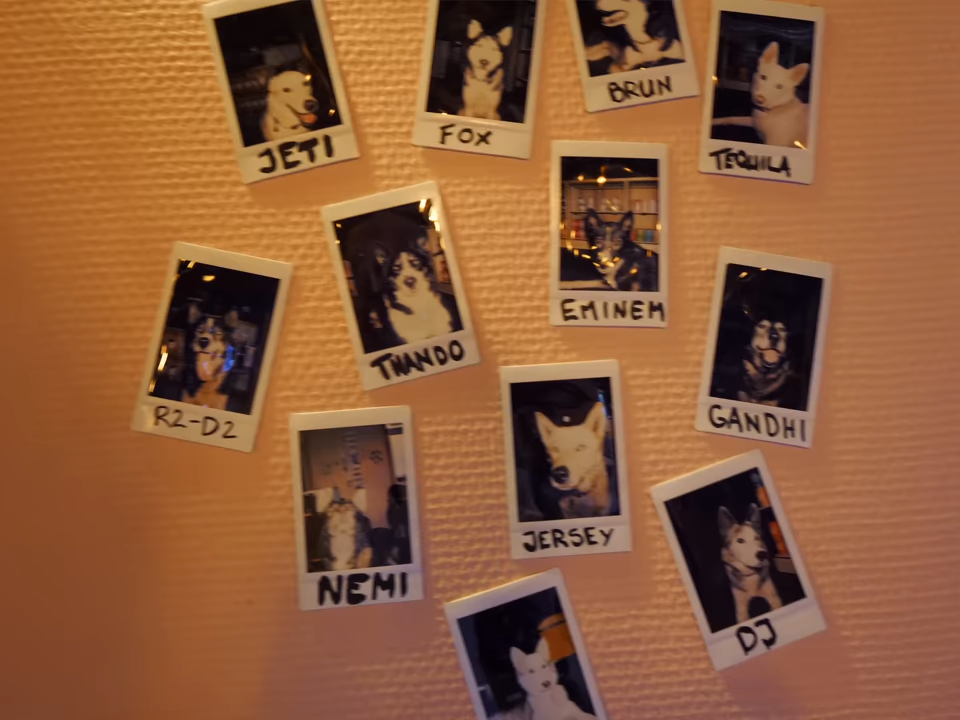 JETI
FOX
BRUN
TEQUILA
THANDO
EMINEM
R2-D2
GANDHI
NEMI
JERSEY
DJ